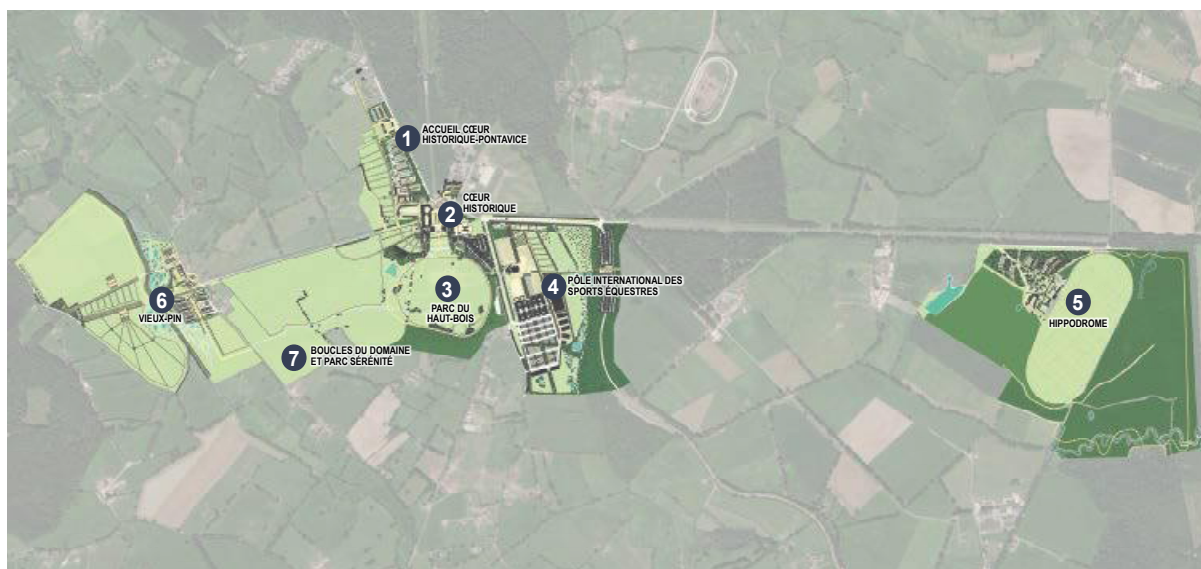 1
ACCUEIL CŒUR
HISTORIQUE-PONTAVICE
2
CŒUR
HISTORIQUE
3
PARC DU
HAUT-BOIS
4
PÔLE INTERNATIONAL DES
SPORTS ÉQUESTRES
5
HIPPODROME
6
VIEUX-PIN
7
BOUCLES DU DOMAINE
ET PARC SÉRÉNITÉ